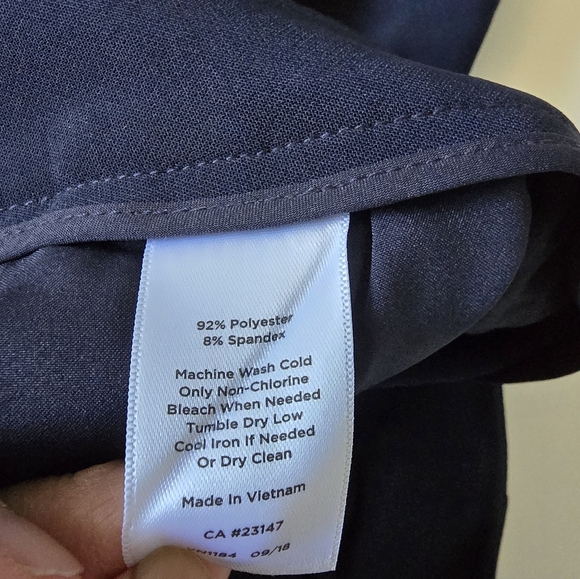 92% Polyester
8% Spandex
Machine Wash Cold
Only Non-Chlorine
Bleach When Needed
Tumble Dry Low
Cool Iron If Needed
Or Dry Clean
Made In Vietnam
CA #23147
09/18